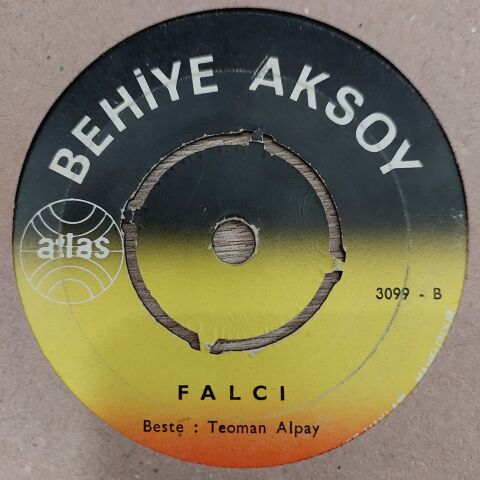 BEHİYE AKSOY
atlas
3099 - B
FALCI
Beste : Teoman Alpay